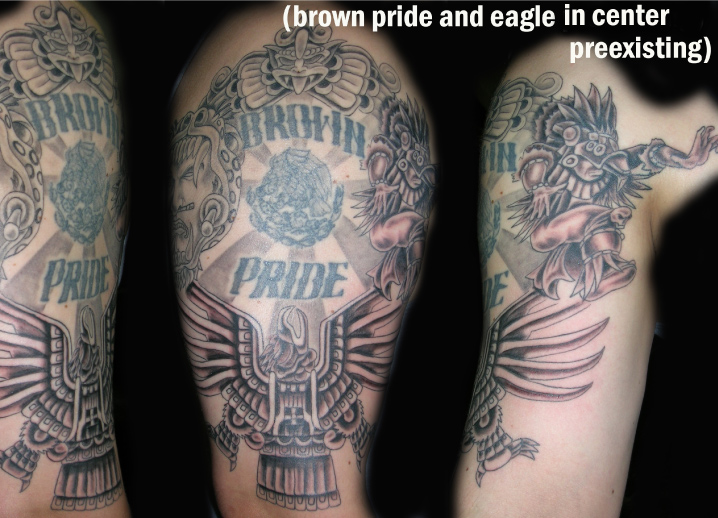 (brown pride and eagle in center
preexisting)
BROWN
PRIDE
BROWN
PRIDE